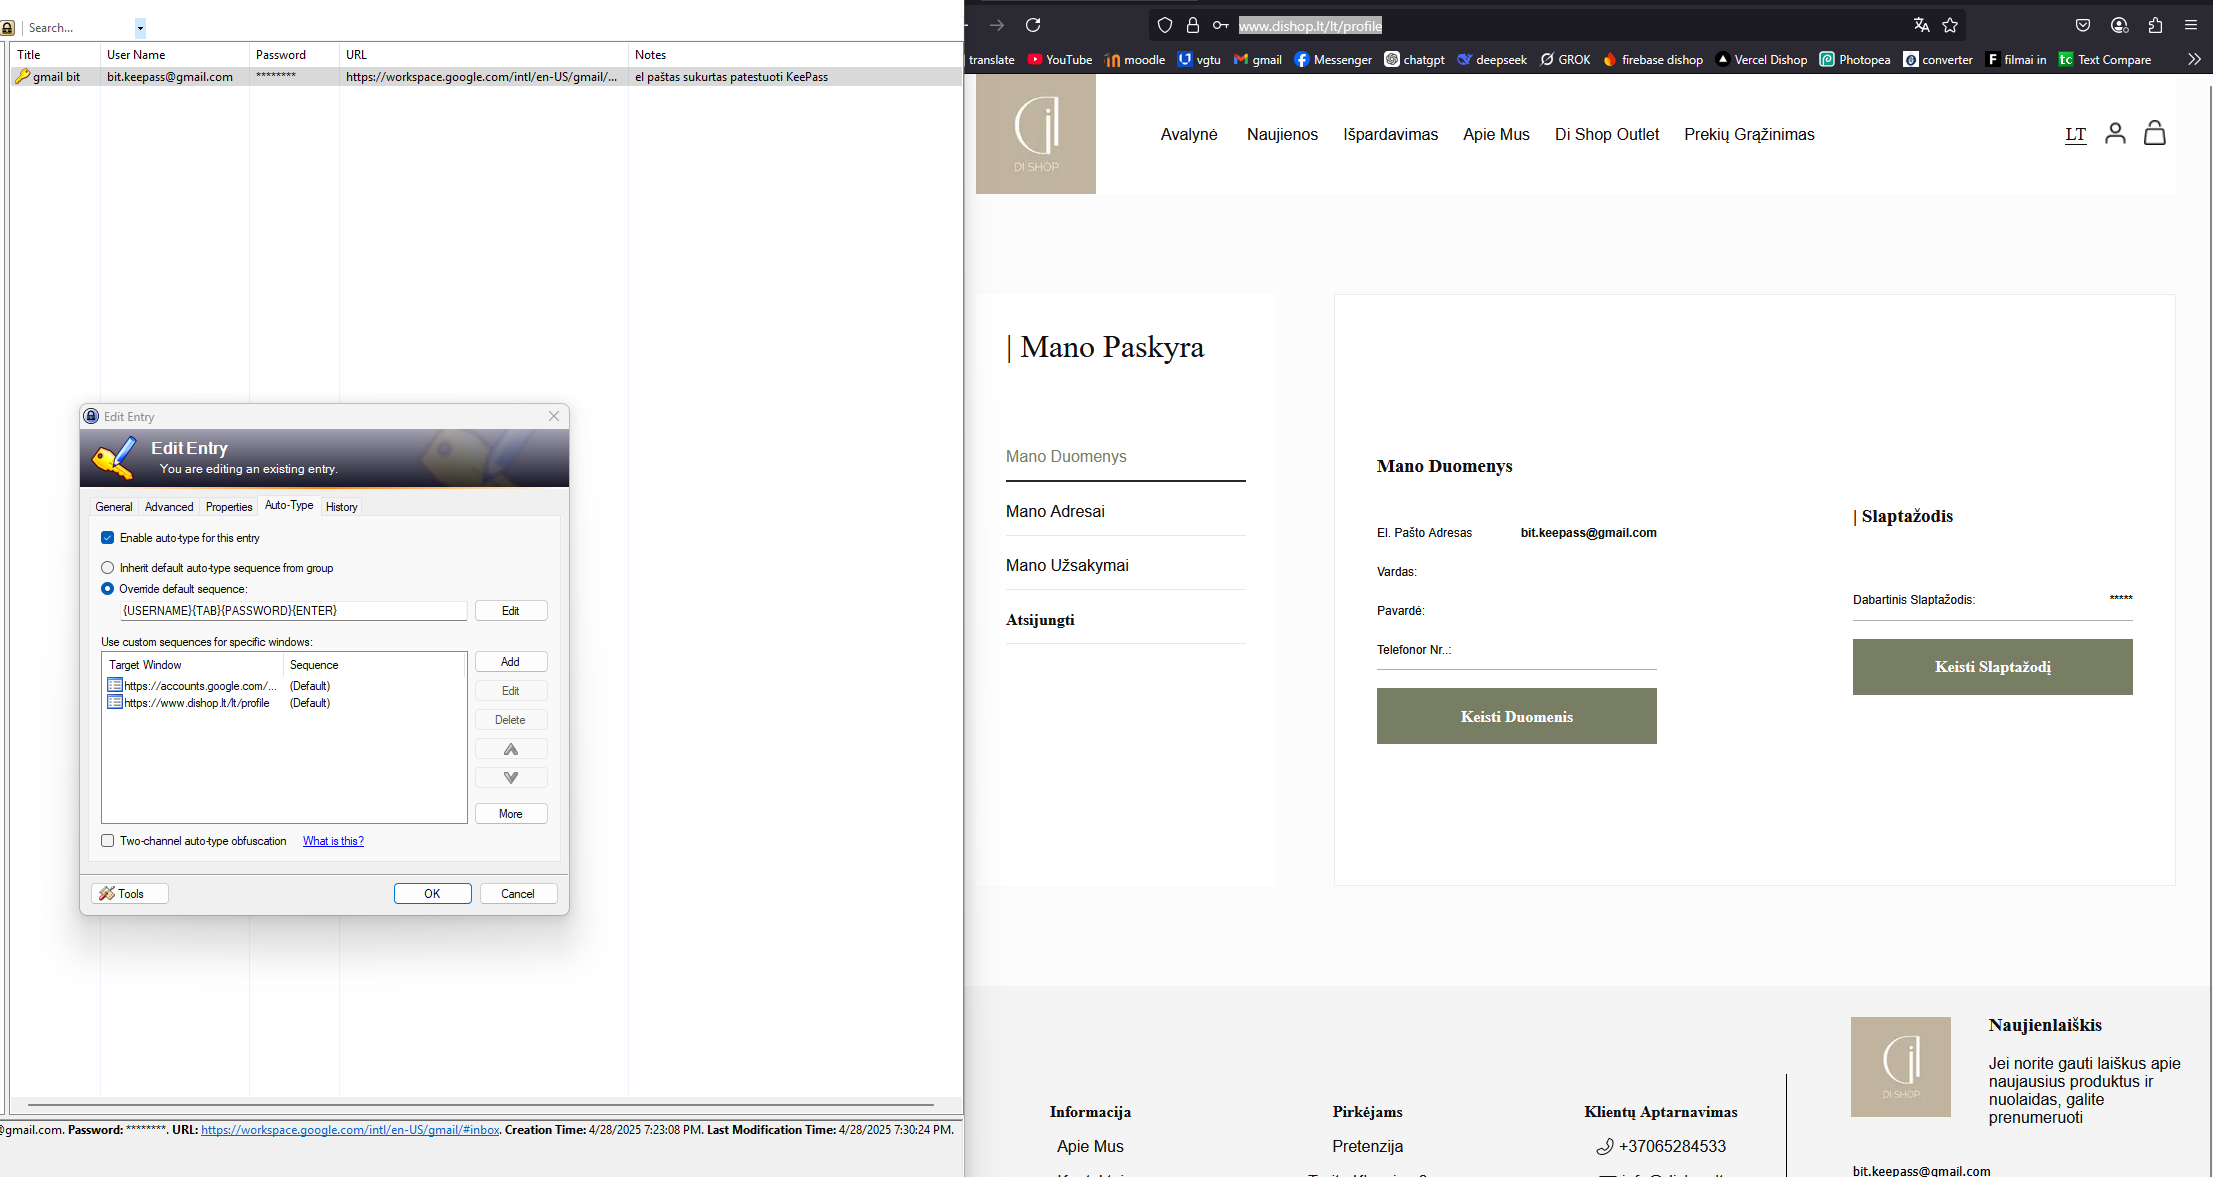 Search...
Title User Name Password URL Notes
gmail bit bit.keepass@gmail.com ******** https://workspace.google.com/intl/en-US/gmail/... el paštas sukurtas patestuoti KeePass
Edit Entry
Edit Entry
You are editing an existing entry.
General Advanced Properties Auto-Type History
Enable auto-type for this entry
Inherit default auto-type sequence from group
Override default sequence:
{USERNAME}{TAB}{PASSWORD}{ENTER} Edit
Use custom sequences for specific windows:
Target Window Sequence Add
https://accounts.google.com/... (Default) Edit
https://www.dishop.lt/lt/profile (Default)
Delete
More
Two-channel auto-type obfuscation What is this?
Tools OK Cancel
@gmail.com. Password: ********. URL: https://workspace.google.com/intl/en-US/gmail/#inbox. Creation Time: 4/28/2025 7:23:08 PM. Last Modification Time: 4/28/2025 7:30:24 PM.
www.dishop.lt/lt/profile
translate YouTube moodle vgtu gmail Messenger chatgpt deepseek GROK firebase dishop Vercel Dishop Photopea converter filmai in Text Compare
DI SHOP
Avalynė Naujienos Išpardavimas Apie Mus Di Shop Outlet Prekių Grąžinimas LT
| Mano Paskyra
Mano Duomenys
Mano Adresai
Mano Užsakymai
Atsijungti
Mano Duomenys
El. Pašto Adresas bit.keepass@gmail.com
Vardas:
Pavardė:
Telefonor Nr..:
Keisti Duomenis
| Slaptažodis
Dabartinis Slaptažodis: *****
Keisti Slaptažodį
Informacija
Apie Mus
Pirkėjams
Pretenzija
Klientų Aptarnavimas
+37065284533
DI SHOP
Naujienlaiškis
Jei norite gauti laiškus apie
naujausius produktus ir
nuolaidas, galite
prenumeruoti
bit.keepass@gmail.com